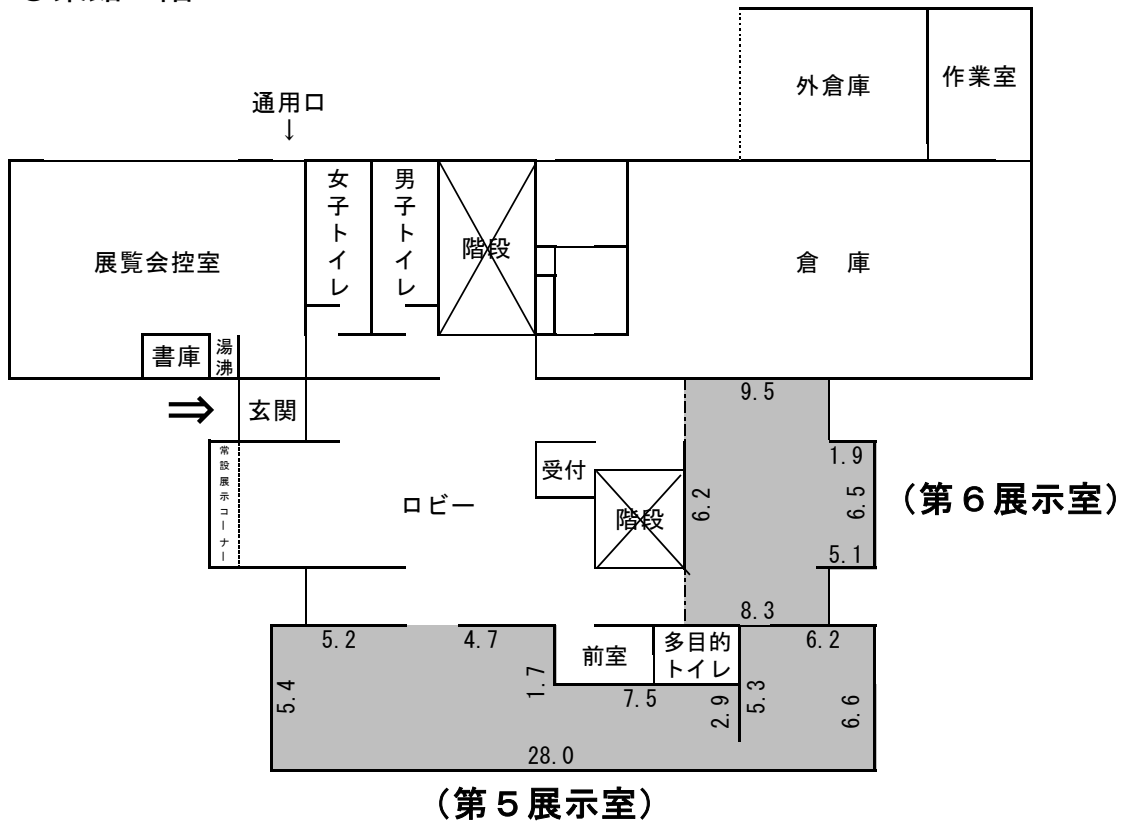 外倉庫
作業室
通用口
↓
女子トイレ
男子トイレ
階段
展覧会控室
倉　庫
書庫
湯沸
⇒
玄関
9.5
常設展示コーナー
受付
1.9
ロビー
階段
6.2
6.5
（第６展示室）
5.1
8.3
5.2
4.7
前室
多目的
トイレ
6.2
5.4
1.7
7.5
2.9
5.3
6.6
28.0
（第５展示室）